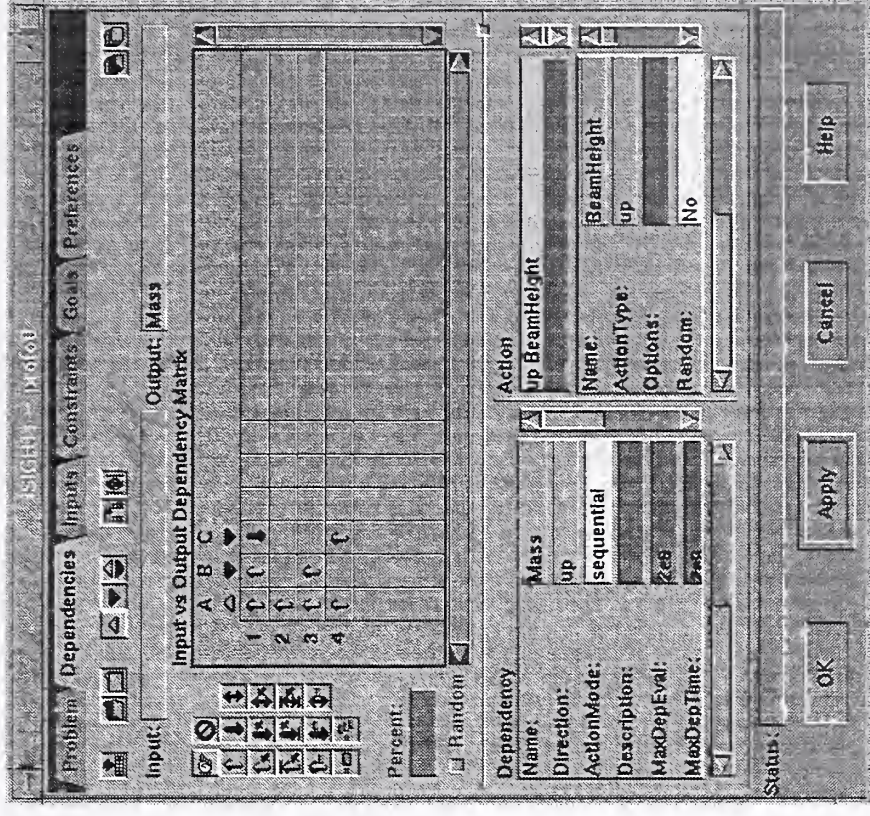 Problem Dependencies Inputs Constraints Goals Preferences
Input: Output: Mass
Input vs Output Dependency Matrix
A B C
1
2
3
4
Percent:
Random
Dependency
Name: Mass
Direction: up
ActionMode: sequential
Description:
MaxDepEval: 2e9
MaxDepTime: 2e9
Action
up BeamHeight
Name: BeamHeight
ActionType: up
Options:
Random: No
Status:
OK Apply Cancel Help